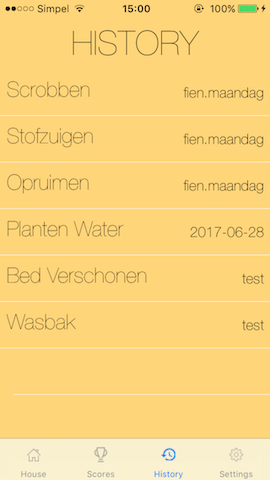 Simpel 15:00 100%
HISTORY
Scrobben fien.maandag
Stofzuigen fien.maandag
Opruimen fien.maandag
Planten Water 2017-06-28
Bed Verschonen test
Wasbak test
House Scores History Settings